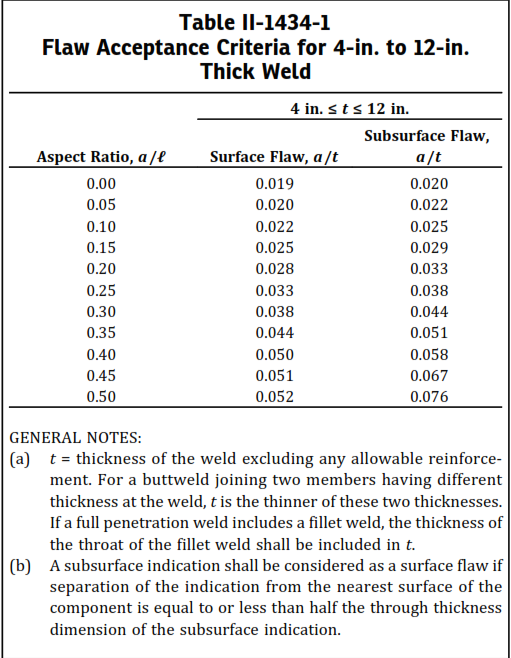 Table II-1434-1
Flaw Acceptance Criteria for 4-in. to 12-in.
Thick Weld
4 in. ≤ t ≤ 12 in.
Subsurface Flaw,
Aspect Ratio, a/ℓ Surface Flaw, a/t a/t
0.00 0.019 0.020
0.05 0.020 0.022
0.10 0.022 0.025
0.15 0.025 0.029
0.20 0.028 0.033
0.25 0.033 0.038
0.30 0.038 0.044
0.35 0.044 0.051
0.40 0.050 0.058
0.45 0.051 0.067
0.50 0.052 0.076
GENERAL NOTES:
(a) t = thickness of the weld excluding any allowable reinforce-
ment. For a buttweld joining two members having different
thickness at the weld, t is the thinner of these two thicknesses.
If a full penetration weld includes a fillet weld, the thickness of
the throat of the fillet weld shall be included in t.
(b) A subsurface indication shall be considered as a surface flaw if
separation of the indication from the nearest surface of the
component is equal to or less than half the through thickness
dimension of the subsurface indication.